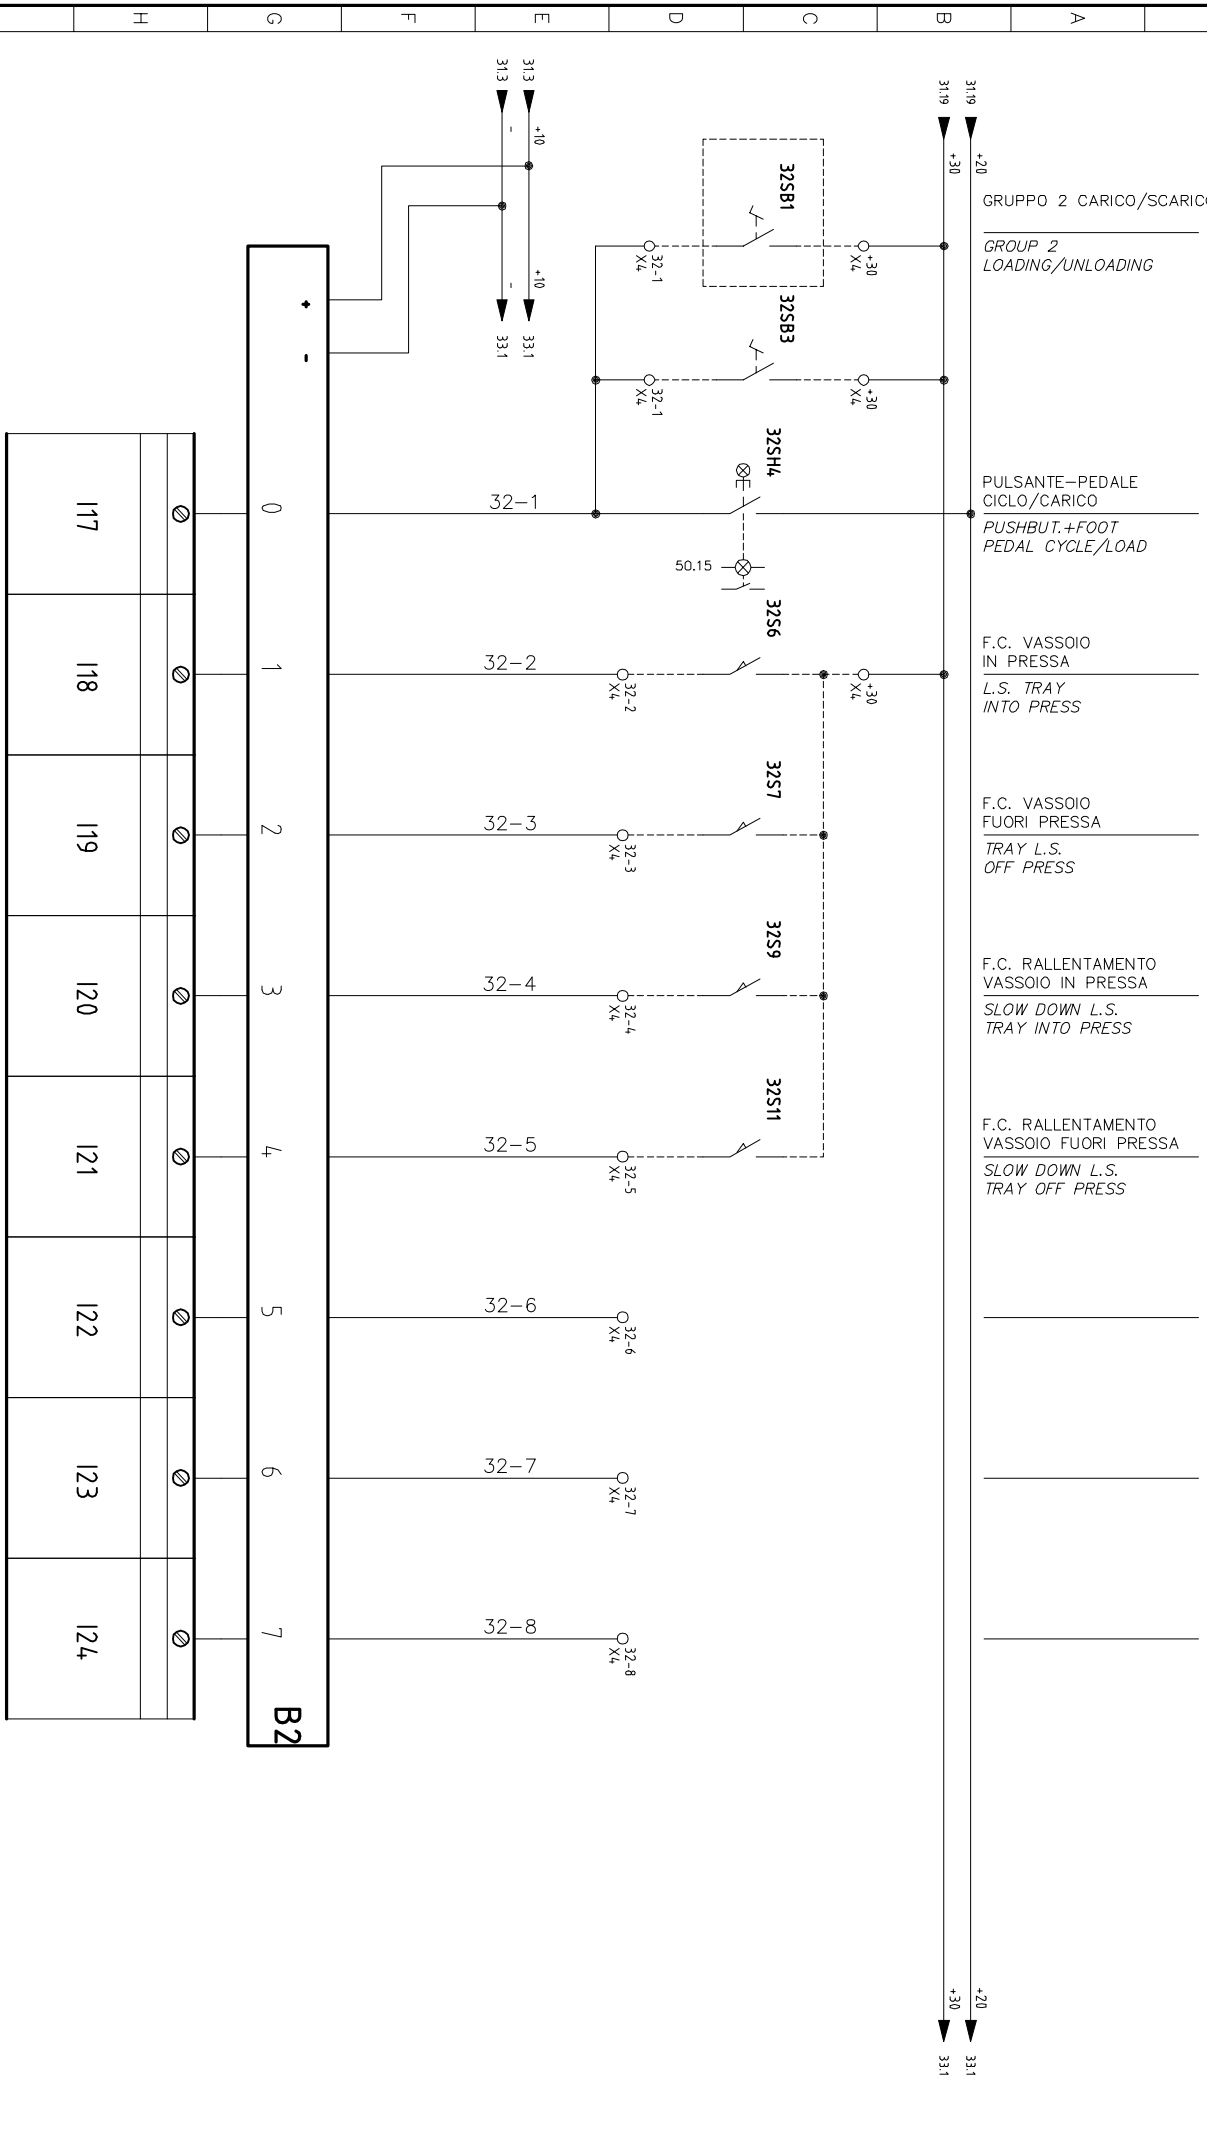 H G F E D C B A
31.3 31.3 31.19 31.19
- +10 +30 +20
GRUPPO 2 CARICO/SCARICO
GROUP 2
LOADING/UNLOADING
32SB1
32-1
X4
+30
X4
- +10
33.1 33.1
+
-
32SB3
32-1
X4
+30
X4
32SH4
PULSANTE-PEDALE
CICLO/CARICO
PUSHBUT.+FOOT
PEDAL CYCLE/LOAD
I17 0 32-1
50.15
32S6
F.C. VASSOIO
IN PRESSA
L.S. TRAY
INTO PRESS
I18 1 32-2
32-2
X4
+30
X4
32S7
F.C. VASSOIO
FUORI PRESSA
TRAY L.S.
OFF PRESS
I19 2 32-3
32-3
X4
32S9
F.C. RALLENTAMENTO
VASSOIO IN PRESSA
SLOW DOWN L.S.
TRAY INTO PRESS
I20 3 32-4
32-4
X4
32S11
F.C. RALLENTAMENTO
VASSOIO FUORI PRESSA
SLOW DOWN L.S.
TRAY OFF PRESS
I21 4 32-5
32-5
X4
I22 5 32-6
32-6
X4
I23 6 32-7
32-7
X4
I24 7 32-8
32-8
X4
B2
+30 +20
33.1 33.1